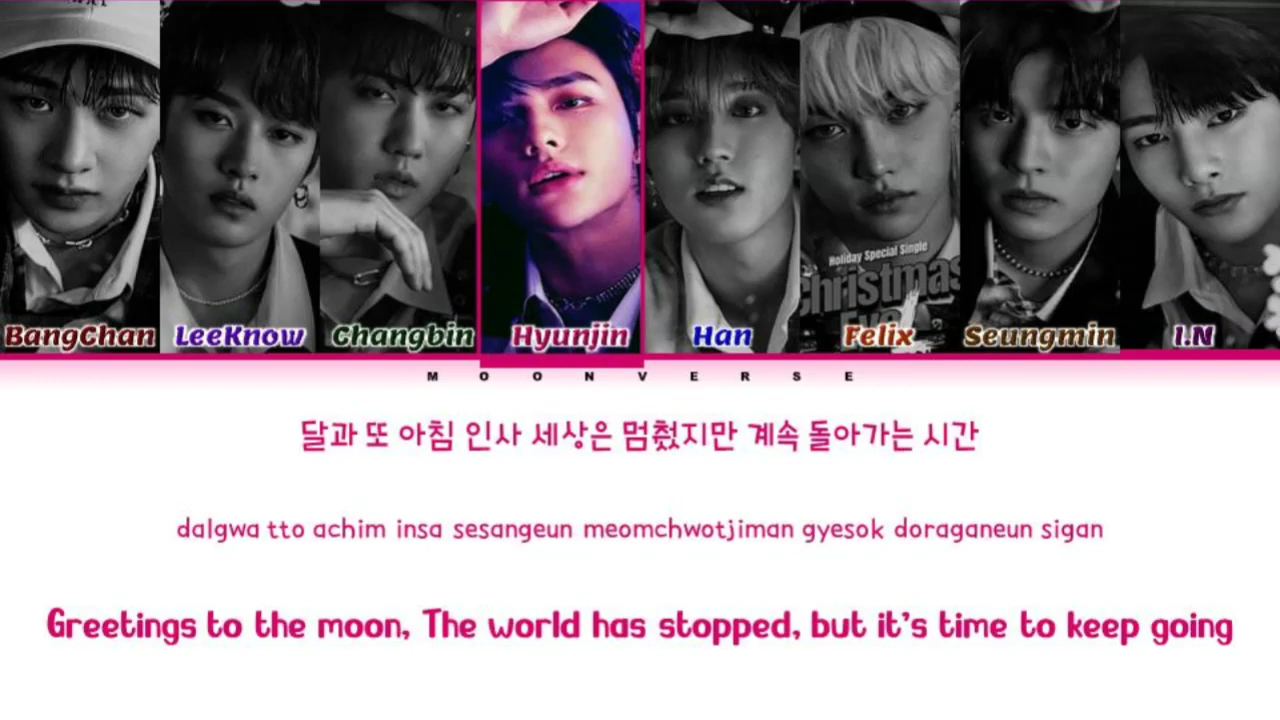 Holiday Special Single
Christmas
Eve
BangChan LeeKnow Changbin Hyunjin Han Felix Seungmin I.N
MOONVERSE
달과 또 아침 인사 세상은 멈췄지만 계속 돌아가는 시간
dalgwa tto achim insa sesangeun meomchwotjiman gyesok doraganeun sigan
Greetings to the moon, The world has stopped, but it's time to keep going